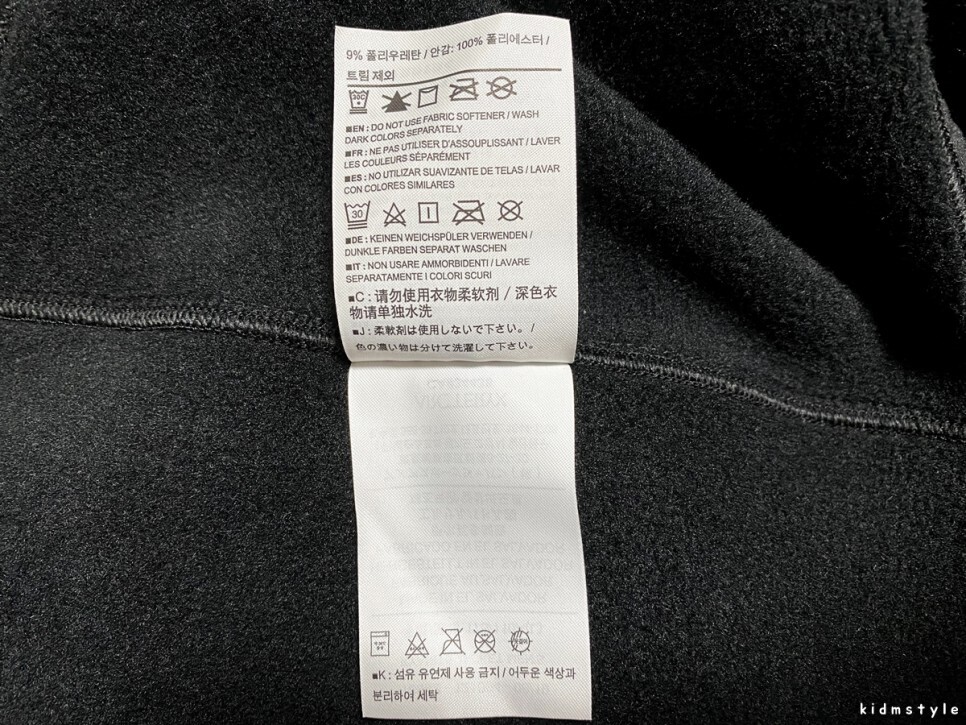 9% 폴리우레탄 / 안감: 100% 폴리에스터 /
트림 제외
30C
■EN : DO NOT USE FABRIC SOFTENER / WASH
DARK COLORS SEPARATELY
■FR : NE PAS UTILISER D'ASSOUPLISSANT / LAVER
LES COULEURS SÉPARÉMENT
■ES : NO UTILIZAR SUAVIZANTE DE TELAS / LAVAR
CON COLORES SIMILARES
30
■DE : KEINEN WEICHSPÜLER VERWENDEN /
DUNKLE FARBEN SEPARAT WASCHEN
■IT : NON USARE AMMORBIDENTI / LAVARE
SEPARATAMENTE I COLORI SCURI
■C : 请勿使用衣物柔软剂 / 深色衣
物请单独水洗
■J : 柔軟剤は使用しないで下さい。 /
色の濃い物は分けて洗濯して下さい。
■K : 섬유 유연제 사용 금지 / 어두운 색상과
분리하여 세탁
kidmstyle